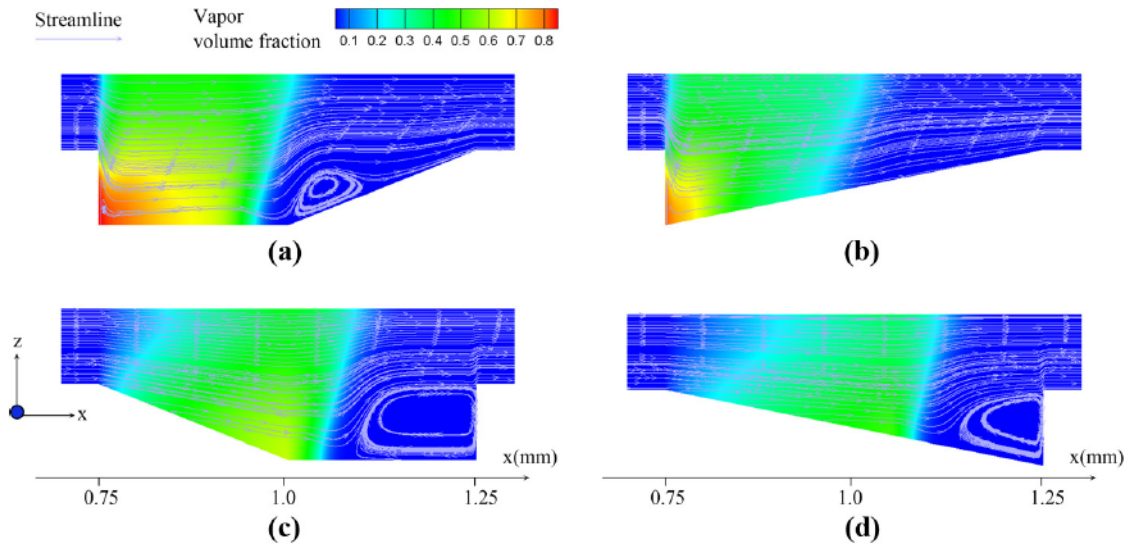 Streamline
Vapor
volume fraction
0.1 0.2 0.3 0.4 0.5 0.6 0.7 0.8
(a)
(b)
z
x
x(mm)
0.75 1.0 1.25
(c)
x(mm)
0.75 1.0 1.25
(d)